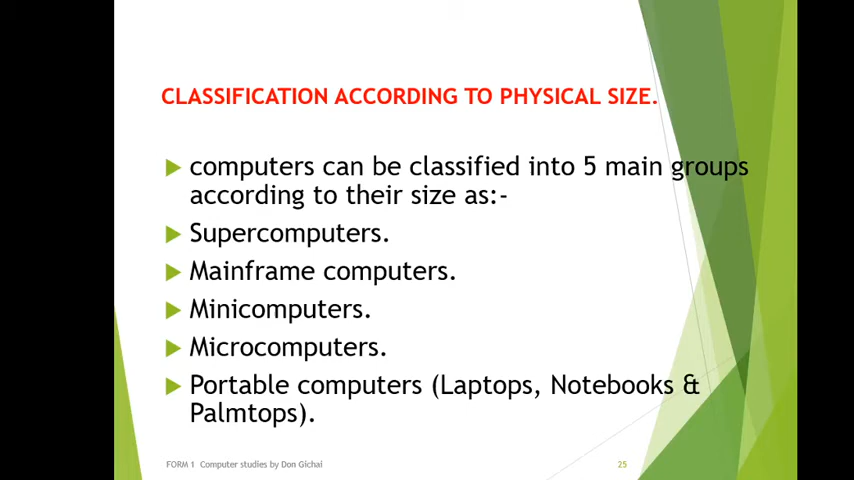 CLASSIFICATION ACCORDING TO PHYSICAL SIZE.
computers can be classified into 5 main groups
according to their size as:-
Supercomputers.
Mainframe computers.
Minicomputers.
Microcomputers.
Portable computers (Laptops, Notebooks &
Palmtops).
FORM 1 Computer studies by Don Gichai
25